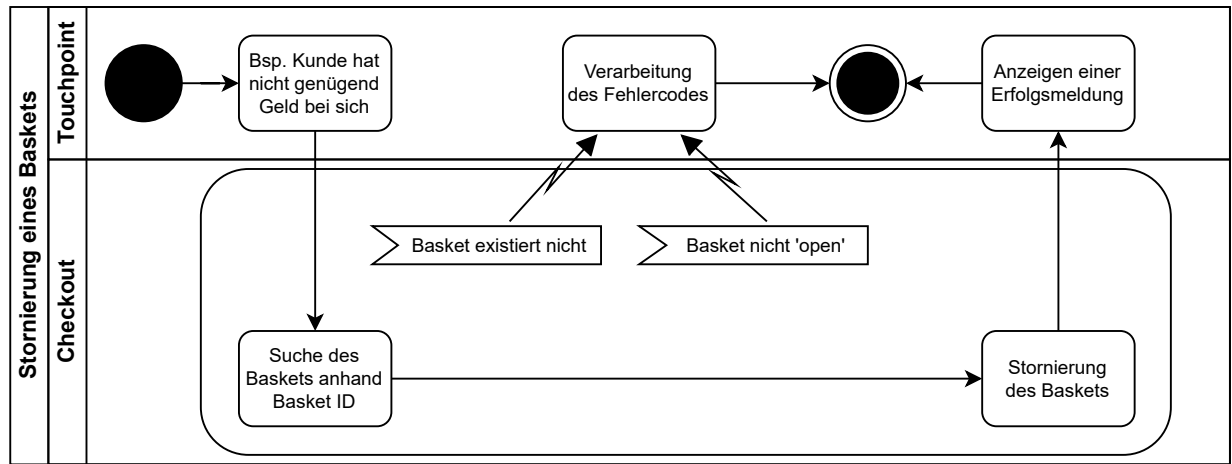 Stornierung eines Baskets
Touchpoint
Bsp. Kunde hat
nicht genügend
Geld bei sich
Verarbeitung
des Fehlercodes
Anzeigen einer
Erfolgsmeldung
Checkout
Basket existiert nicht
Basket nicht 'open'
Suche des
Baskets anhand
Basket ID
Stornierung
des Baskets